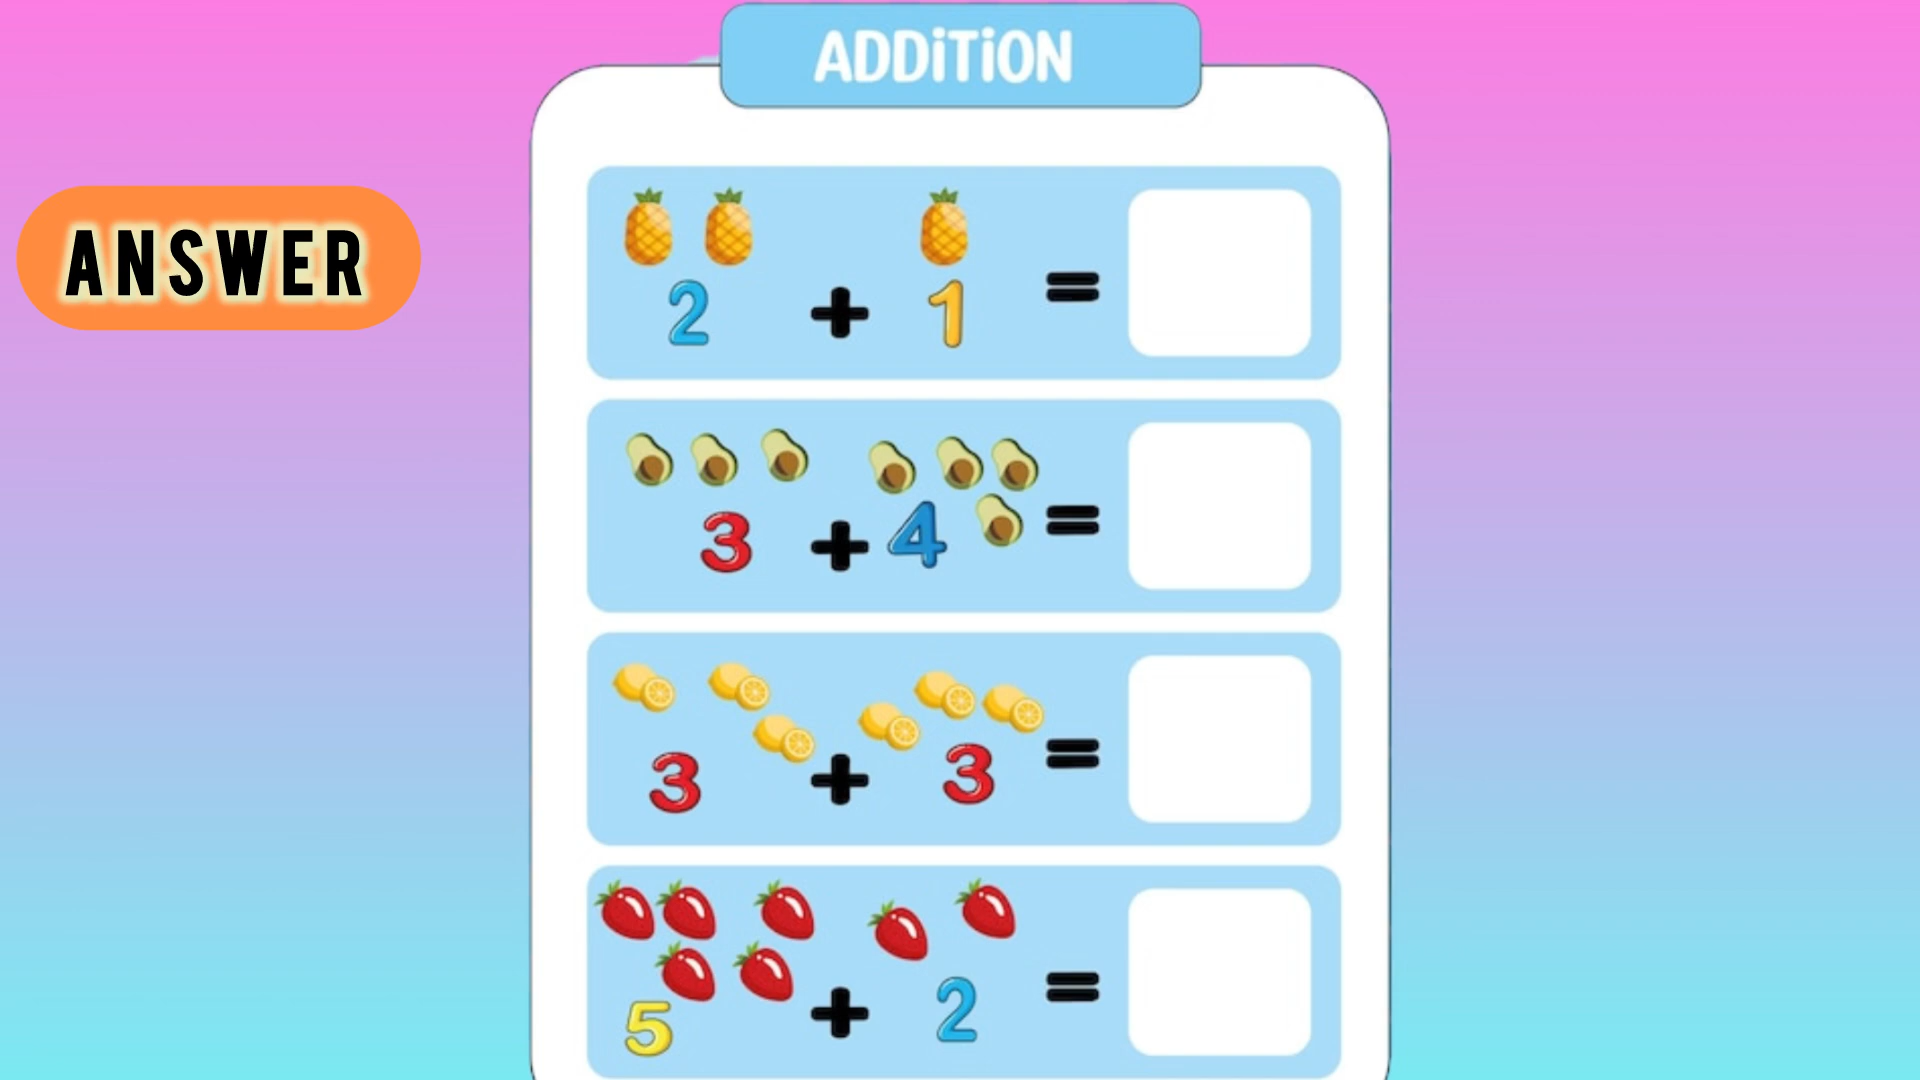 ADDiTiON
ANSWER
2 + 1 =
3 + 4 =
3 + 3 =
5 + 2 =